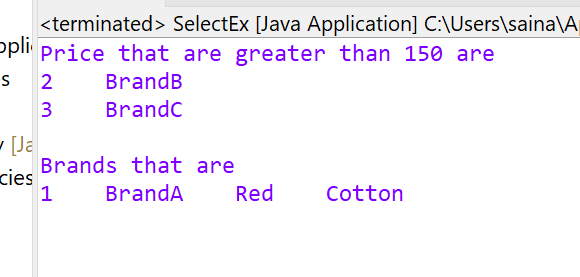 <terminated> SelectEx [Java Application] C:\Users\saina\A
Price that are greater than 150 are
2 BrandB
3 BrandC
Brands that are
1 BrandA Red Cotton